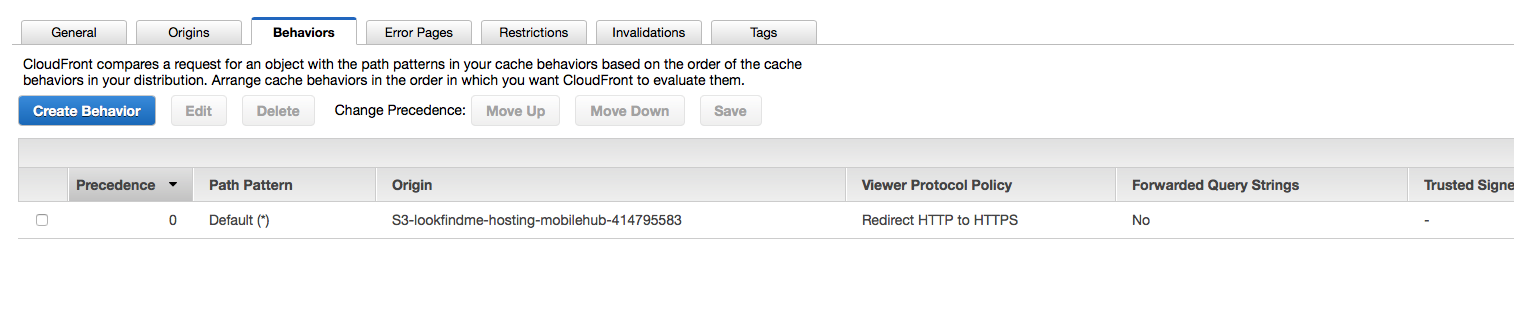 General Origins Behaviors Error Pages Restrictions Invalidations Tags
CloudFront compares a request for an object with the path patterns in your cache behaviors based on the order of the cache
behaviors in your distribution. Arrange cache behaviors in the order in which you want CloudFront to evaluate them.
Create Behavior Edit Delete Change Precedence: Move Up Move Down Save
Precedence Path Pattern Origin Viewer Protocol Policy Forwarded Query Strings Trusted Signe
0 Default (*) S3-lookfindme-hosting-mobilehub-414795583 Redirect HTTP to HTTPS No -